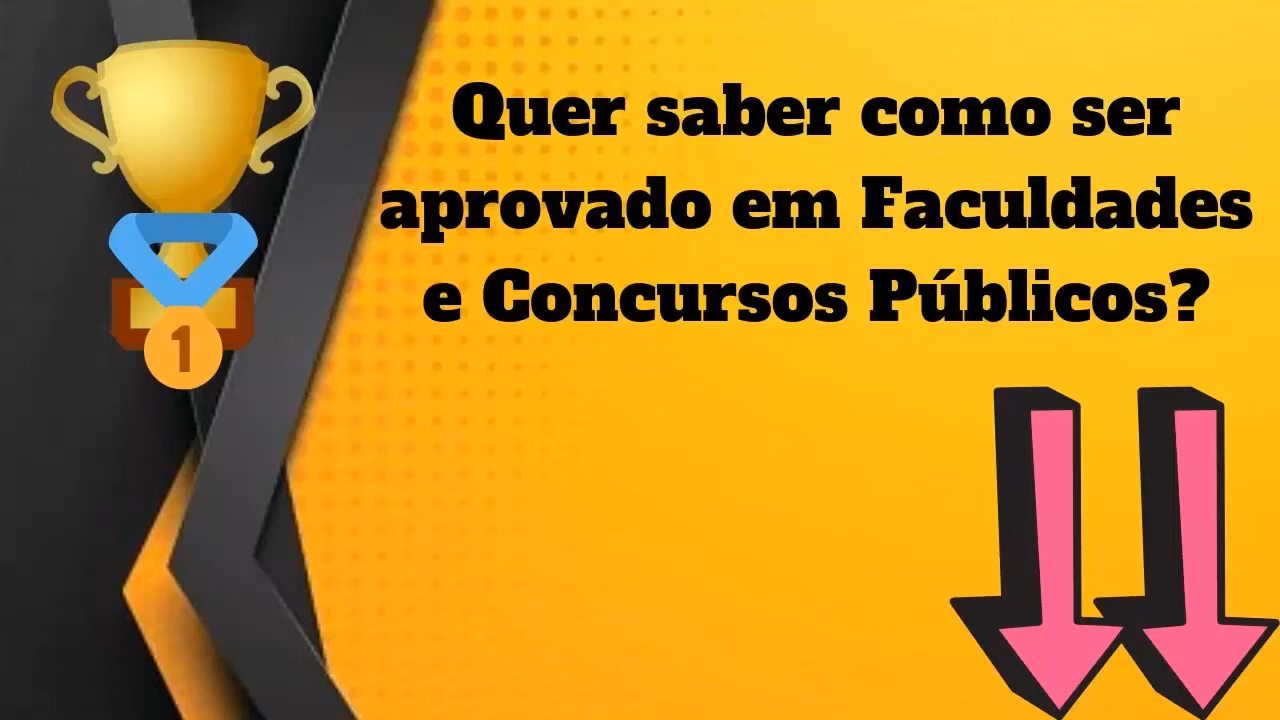 Quer saber como ser
aprovado em Faculdades
e Concursos Públicos?
1